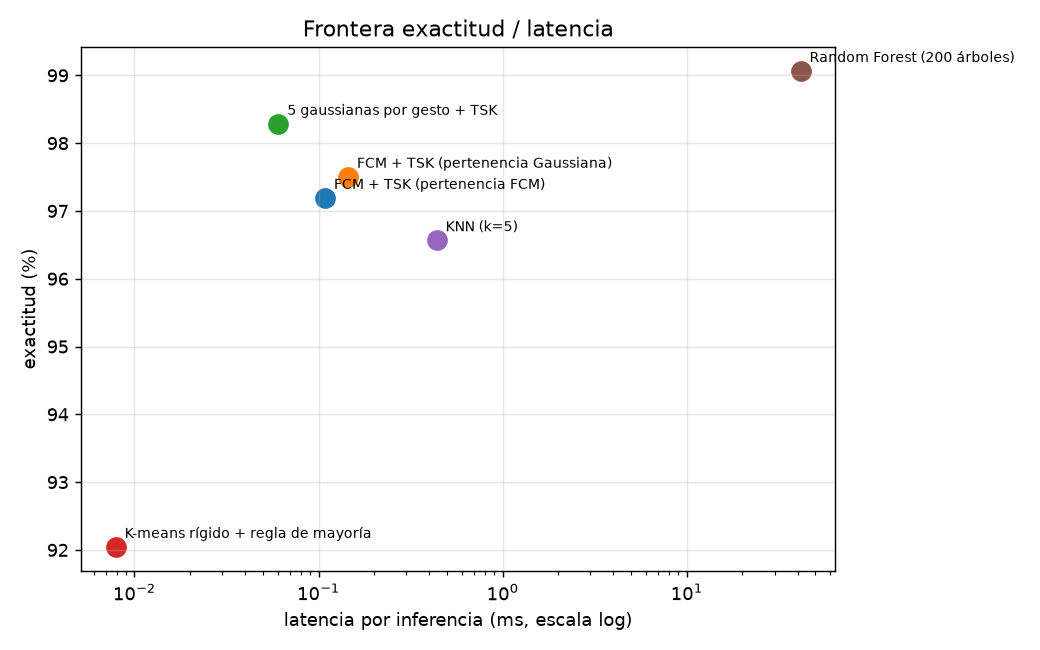 Frontera exactitud / latencia
Random Forest (200 árboles)
5 gaussianas por gesto + TSK
FCM + TSK (pertenencia Gaussiana)
FCM + TSK (pertenencia FCM)
KNN (k=5)
K-means rígido + regla de mayoría
exactitud (%)
99
98
97
96
95
94
93
92
10⁻² 10⁻¹ 10⁰ 10¹
latencia por inferencia (ms, escala log)